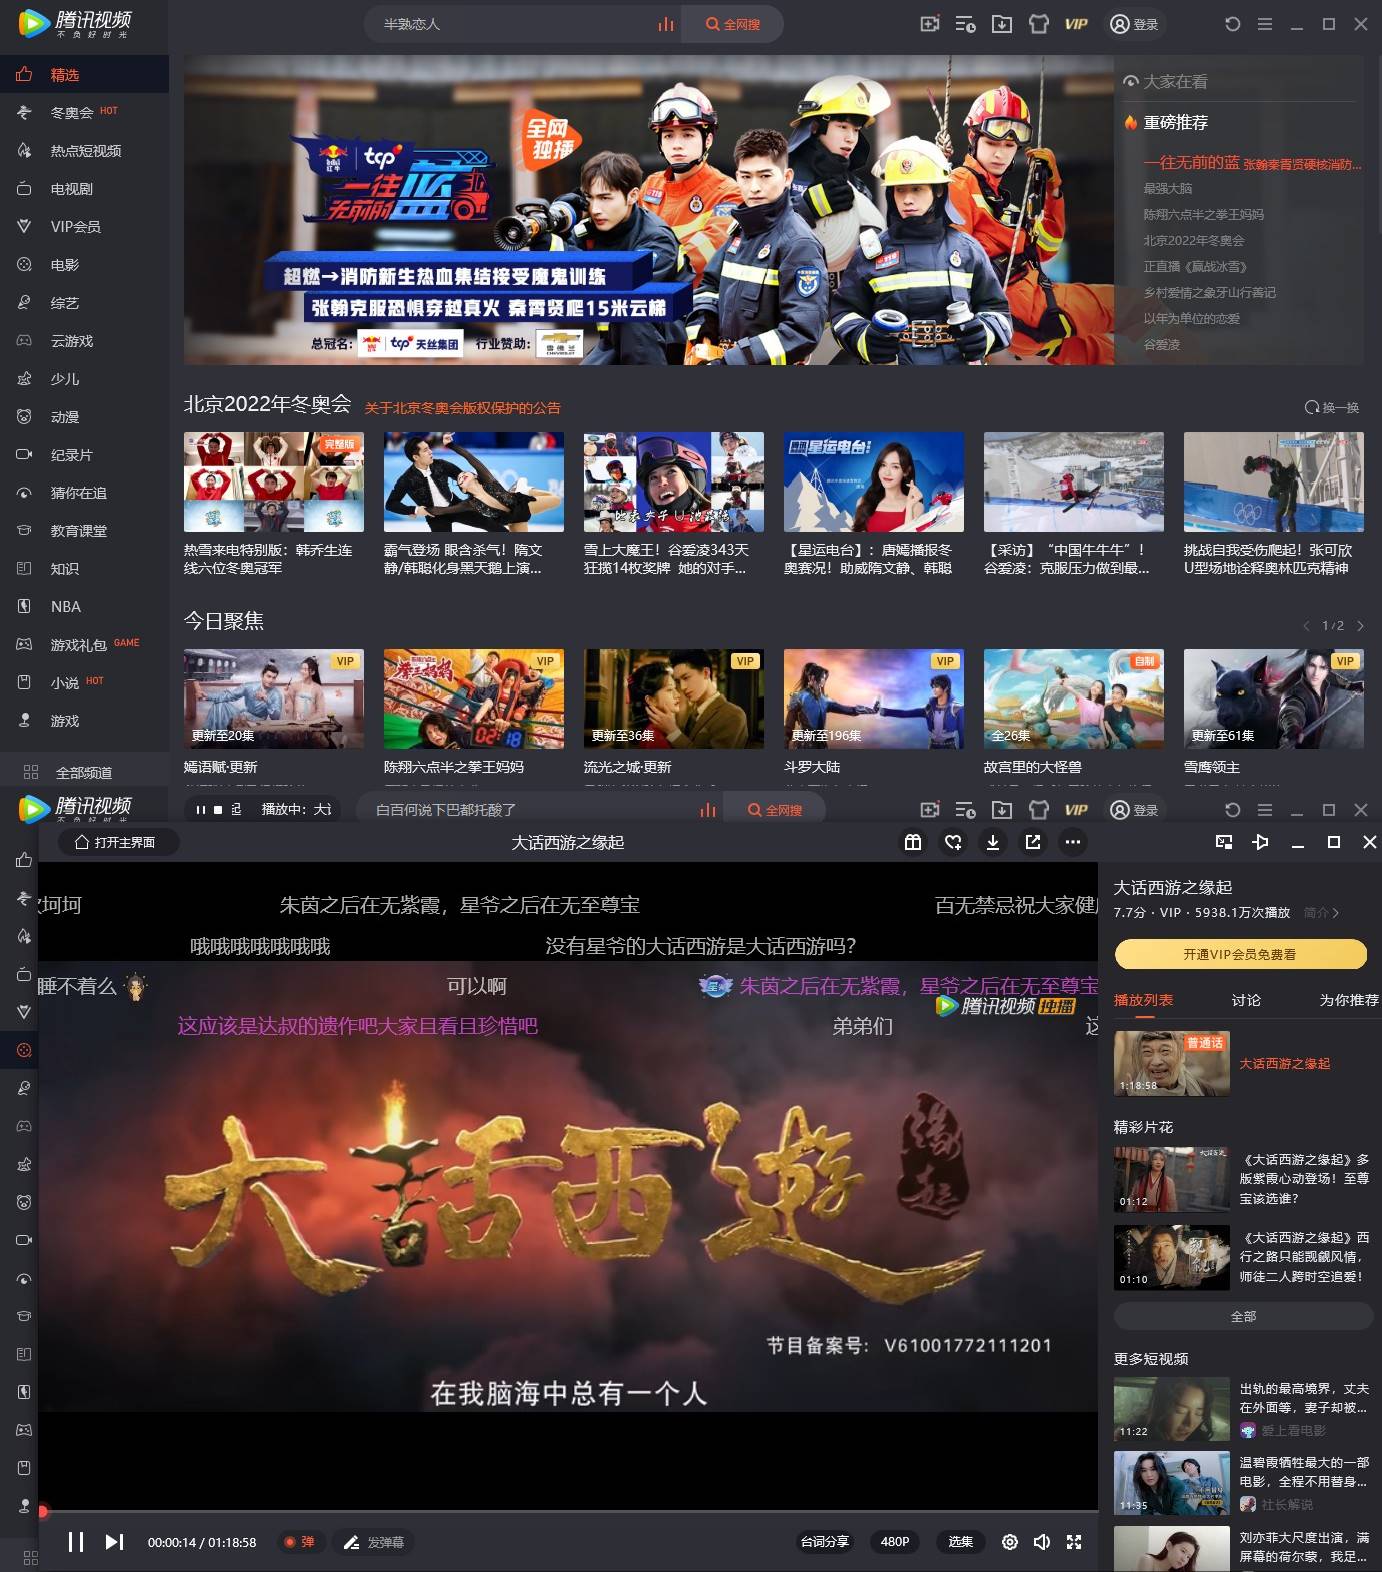 腾讯视频
不负好时光
半熟恋人
全网搜
VIP
登录
精选
冬奥会 HOT
热点短视频
电视剧
VIP会员
电影
综艺
云游戏
少儿
动漫
纪录片
猜你在追
教育课堂
知识
NBA
游戏礼包 GAME
小说 HOT
游戏
全部频道
全网独播
红牛 tcp
一往无前的蓝
超燃→消防新生热血集结接受魔鬼训练
张翰克服恐惧穿越真火 秦霄贤爬15米云梯
总冠名: tcp 天丝集团 行业赞助: 雪佛兰 CHEVROLET
大家在看
重磅推荐
一往无前的蓝 张翰秦霄贤硬核消防...
最强大脑
陈翔六点半之拳王妈妈
北京2022年冬奥会
正直播《赢战冰雪》
乡村爱情之象牙山行善记
以年为单位的恋爱
谷爱凌
北京2022年冬奥会 关于北京冬奥会版权保护的公告
换一换
完整版
星运电台
热雪来电特别版：韩乔生连
线六位冬奥冠军
霸气登场 眼含杀气！隋文
静/韩聪化身黑天鹅上演...
雪上大魔王！谷爱凌343天
狂揽14枚奖牌 她的对手...
【星运电台】：唐嫣播报冬
奥赛况！助威隋文静、韩聪
【采访】“中国牛牛牛”！
谷爱凌：克服压力做到最...
挑战自我受伤爬起！张可欣
U型场地诠释奥林匹克精神
今日聚焦
1/2
VIP
更新至20集
嫣语赋·更新
VIP
拳王妈妈
02 18
陈翔六点半之拳王妈妈
VIP
更新至36集
流光之城·更新
VIP
更新至196集
斗罗大陆
自制
全26集
故宫里的大怪兽
VIP
更新至61集
雪鹰领主
腾讯视频
不负好时光
起 播放中：大话
白百何说下巴都托酸了
全网搜
VIP
登录
打开主界面
大话西游之缘起
坎坷坷
朱茵之后在无紫霞，星爷之后在无至尊宝
百无禁忌祝大家健康
哦哦哦哦哦哦哦
没有星爷的大话西游是大话西游吗？
睡不着么
可以啊
朱茵之后在无紫霞，星爷之后在无至尊宝
腾讯视频 独播
这应该是达叔的遗作吧大家且看且珍惜吧
弟弟们
这
大话西遊
缘起
节目备案号: V61001772111201
在我脑海中总有一个人
00:00:14 / 01:18:58
弹
发弹幕
台词分享
480P
选集
大话西游之缘起
7.7分 · VIP · 5938.1万次播放 简介
开通VIP会员免费看
播放列表 讨论 为你推荐
普通话
1:18:58
大话西游之缘起
精彩片花
01:12
《大话西游之缘起》多
版紫霞心动登场！至尊
宝该选谁？
01:10
《大话西游之缘起》西
行之路只能觊觎风情，
师徒二人跨时空追爱！
全部
更多短视频
11:22
出轨的最高境界，丈夫
在外面等，妻子却被...
爱上看电影
11:35
温碧霞牺牲最大的一部
电影，全程不用替身...
社长解说
刘亦菲大尺度出演，满
屏幕的荷尔蒙，我足...